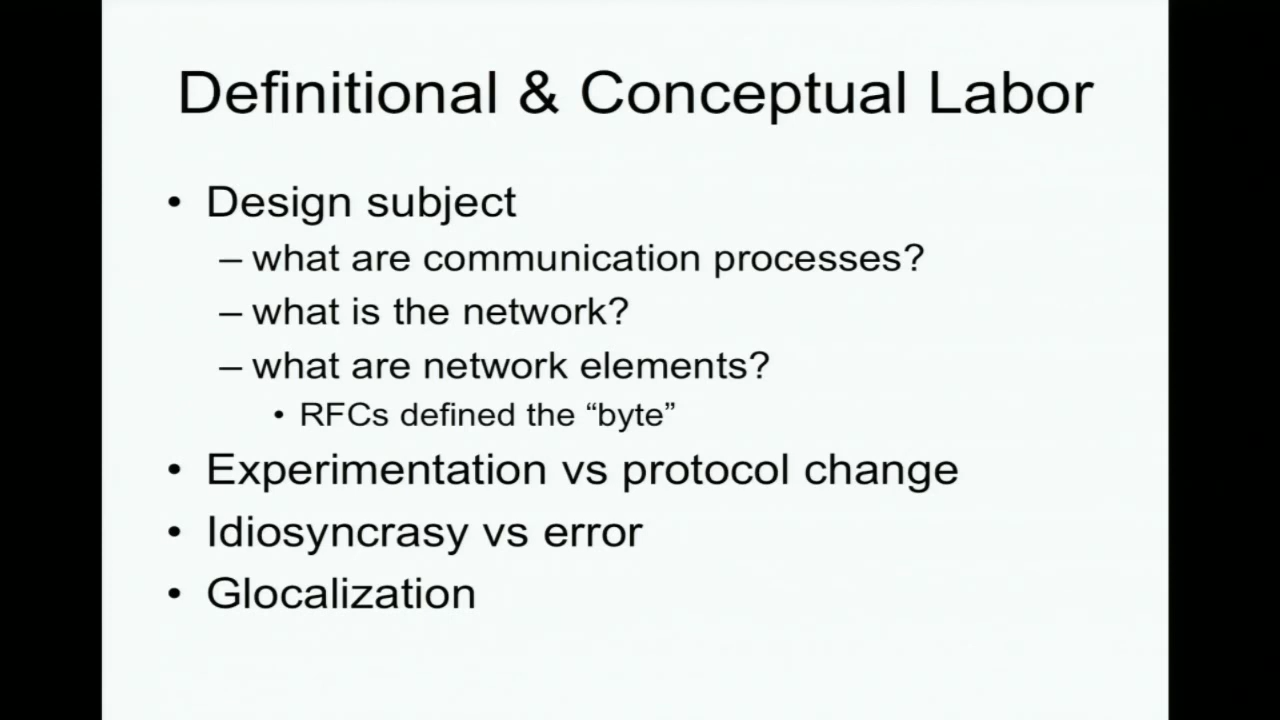 Definitional & Conceptual Labor
• Design subject
– what are communication processes?
– what is the network?
– what are network elements?
• RFCs defined the “byte”
• Experimentation vs protocol change
• Idiosyncrasy vs error
• Glocalization